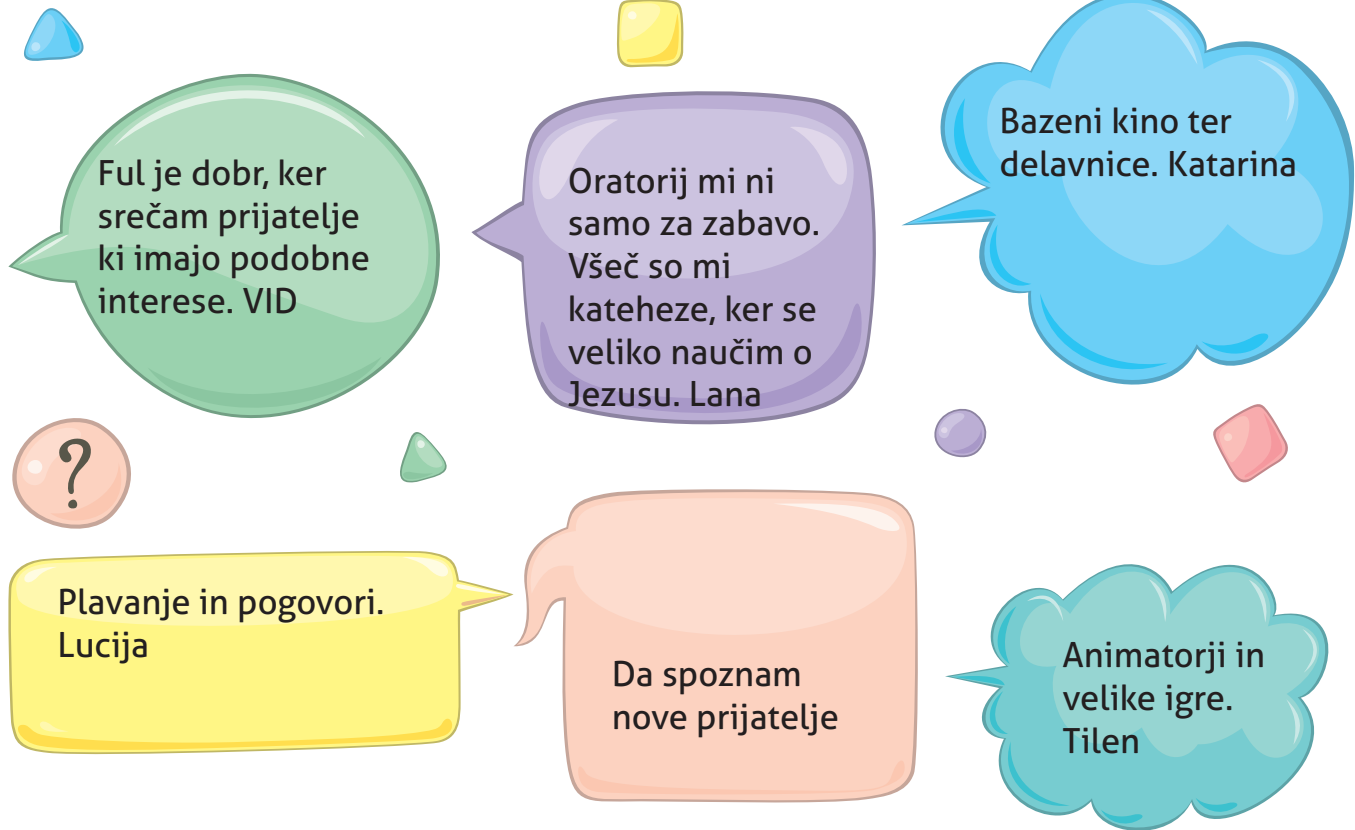 Ful je dobr, ker
srečam prijatelje
ki imajo podobne
interese. VID
Oratorij mi ni
samo za zabavo.
Všeč so mi
kateheze, ker se
veliko naučim o
Jezusu. Lana
Bazeni kino ter
delavnice. Katarina
?
Plavanje in pogovori.
Lucija
Da spoznam
nove prijatelje
Animatorji in
velike igre.
Tilen